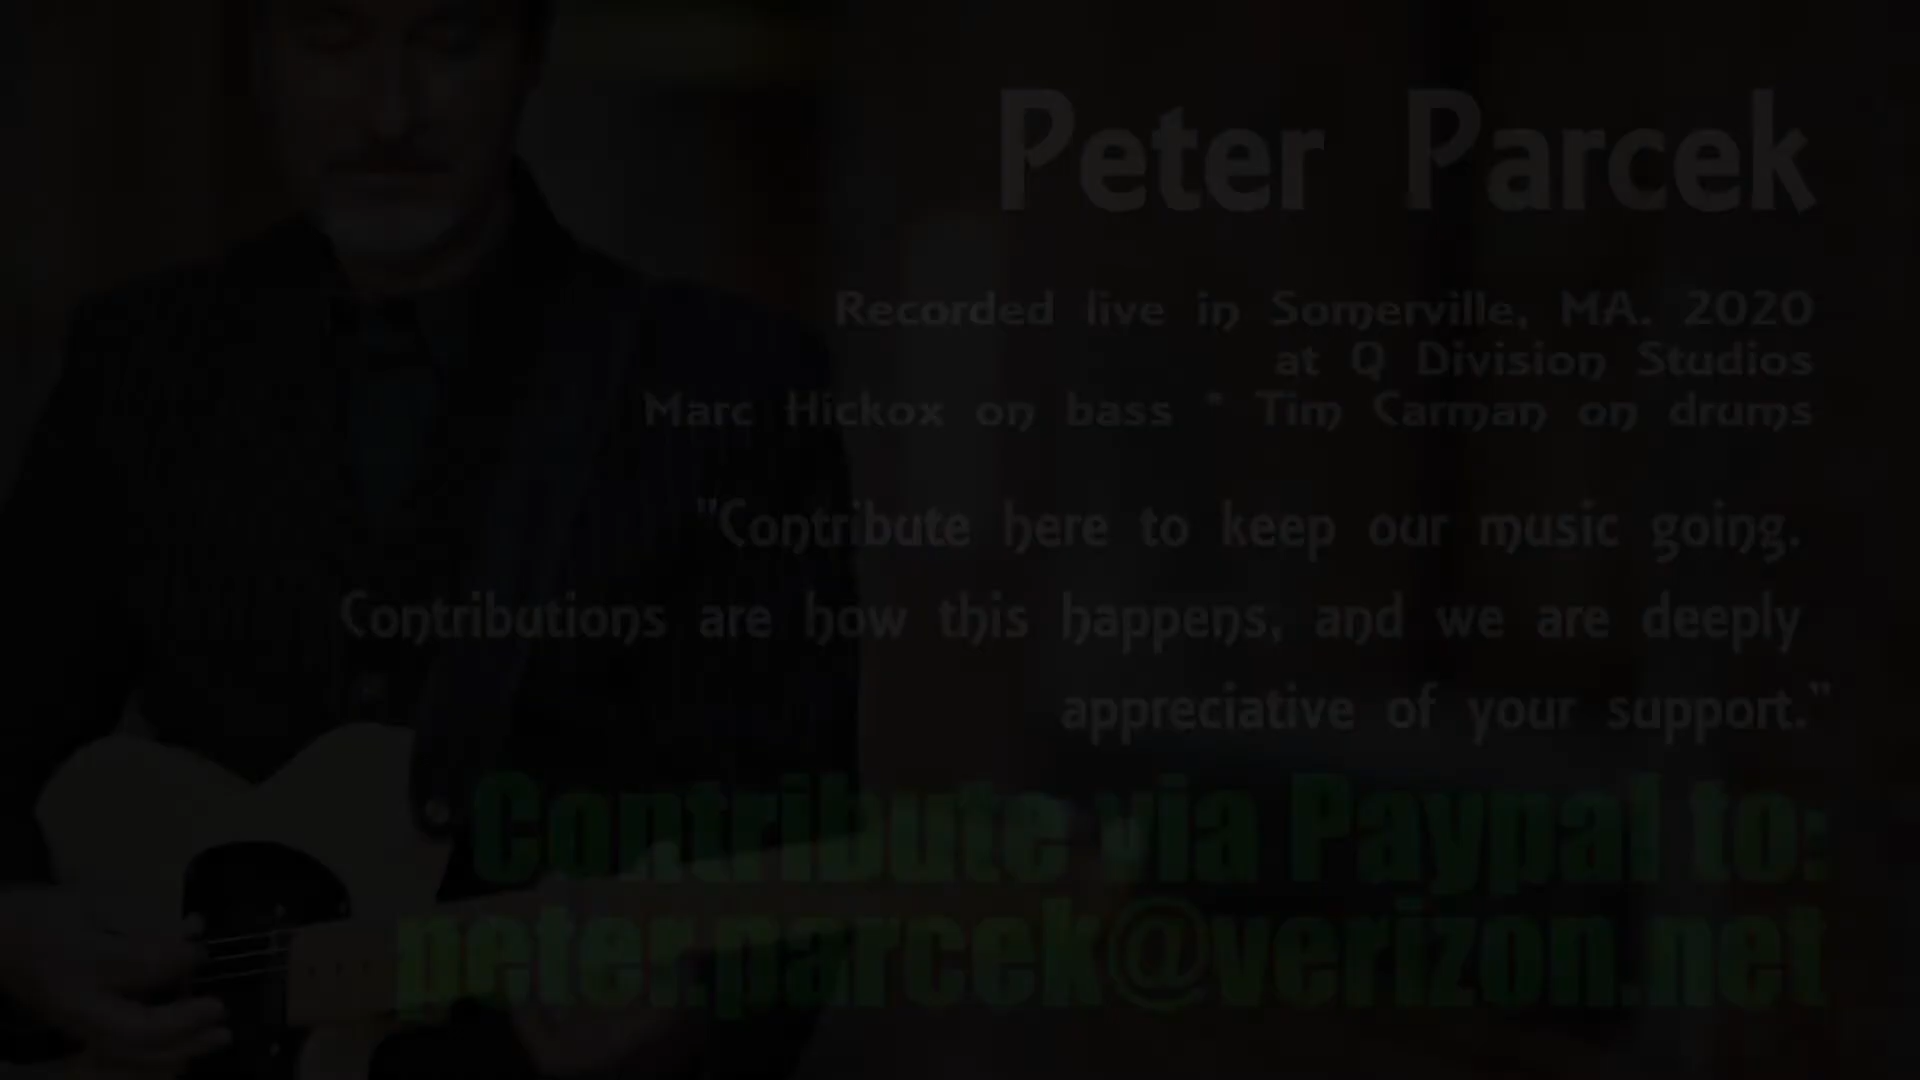 Peter Parcek
Recorded live in Somerville, MA. 2020
at Q Division Studios
Marc Hickox on bass * Tim Carman on drums
"Contribute here to keep our music going.
Contributions are how this happens, and we are deeply
appreciative of your support."
Contribute via Paypal to:
peter.parcek@verizon.net